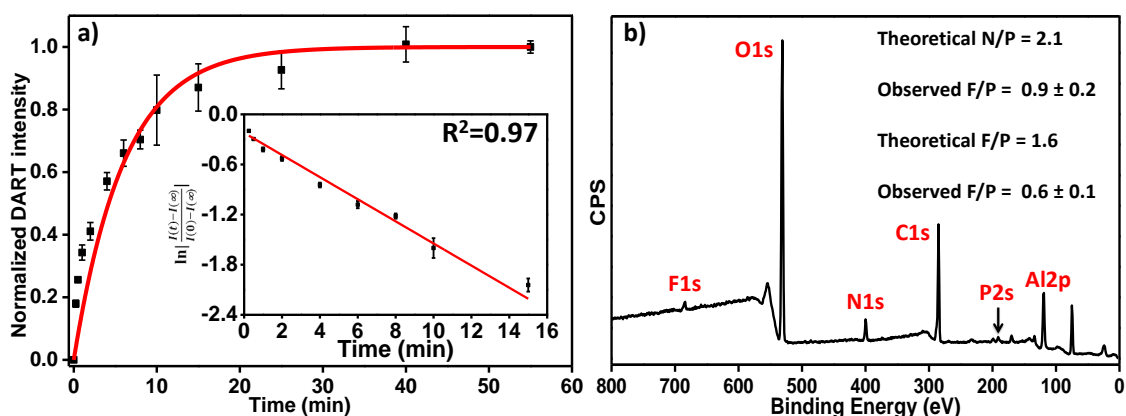 a)
Normalized DART intensity
1.0
0.8
0.6
0.4
0.2
0.0
0
10
20
30
40
50
60
Time (min)
R²=0.97
ln|I(t)−I(∞)/I(0)−I(∞)|
0.0
-0.6
-1.2
-1.8
-2.4
0
2
4
6
8
10
12
14
16
Time (min)
b)
Theoretical N/P = 2.1
Observed F/P = 0.9 ± 0.2
Theoretical F/P = 1.6
Observed F/P = 0.6 ± 0.1
O1s
C1s
F1s
N1s
P2s
Al2p
CPS
800
700
600
500
400
300
200
100
0
Binding Energy (eV)